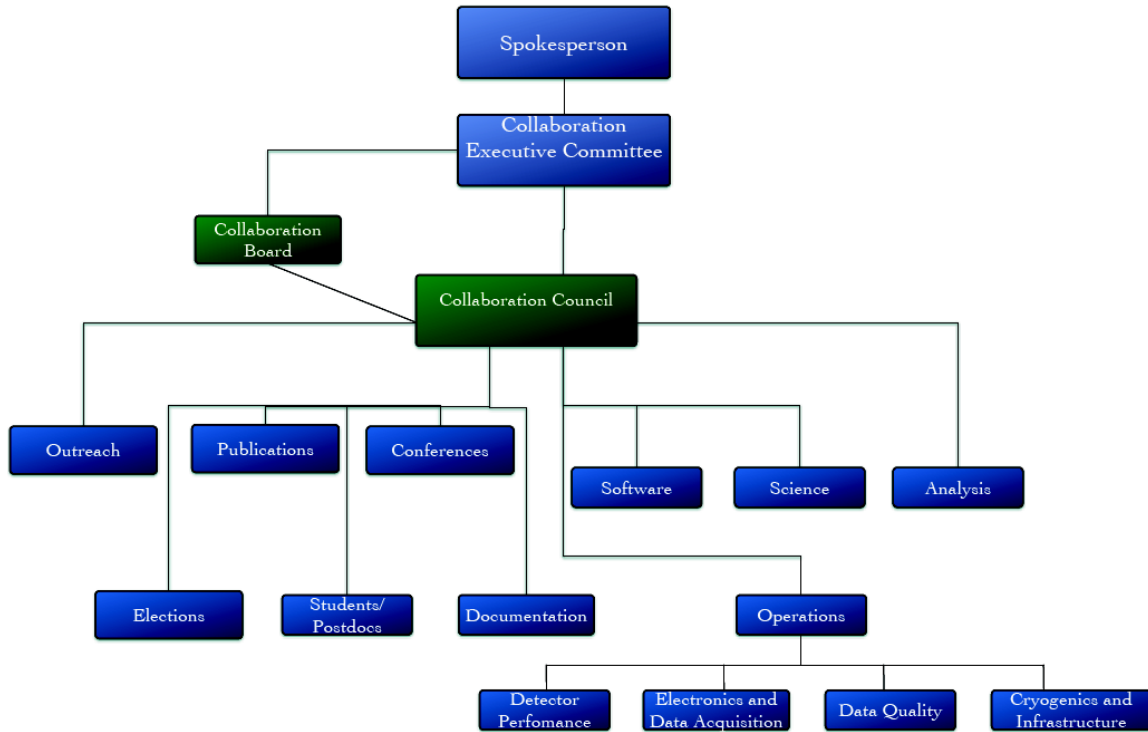 Spokesperson
Collaboration
Executive Committee
Collaboration
Board
Collaboration Council
Outreach
Publications
Conferences
Software
Science
Analysis
Elections
Students/
Postdocs
Documentation
Operations
Detector
Perfomance
Electronics and
Data Acquisition
Data Quality
Cryogenics and
Infrastructure